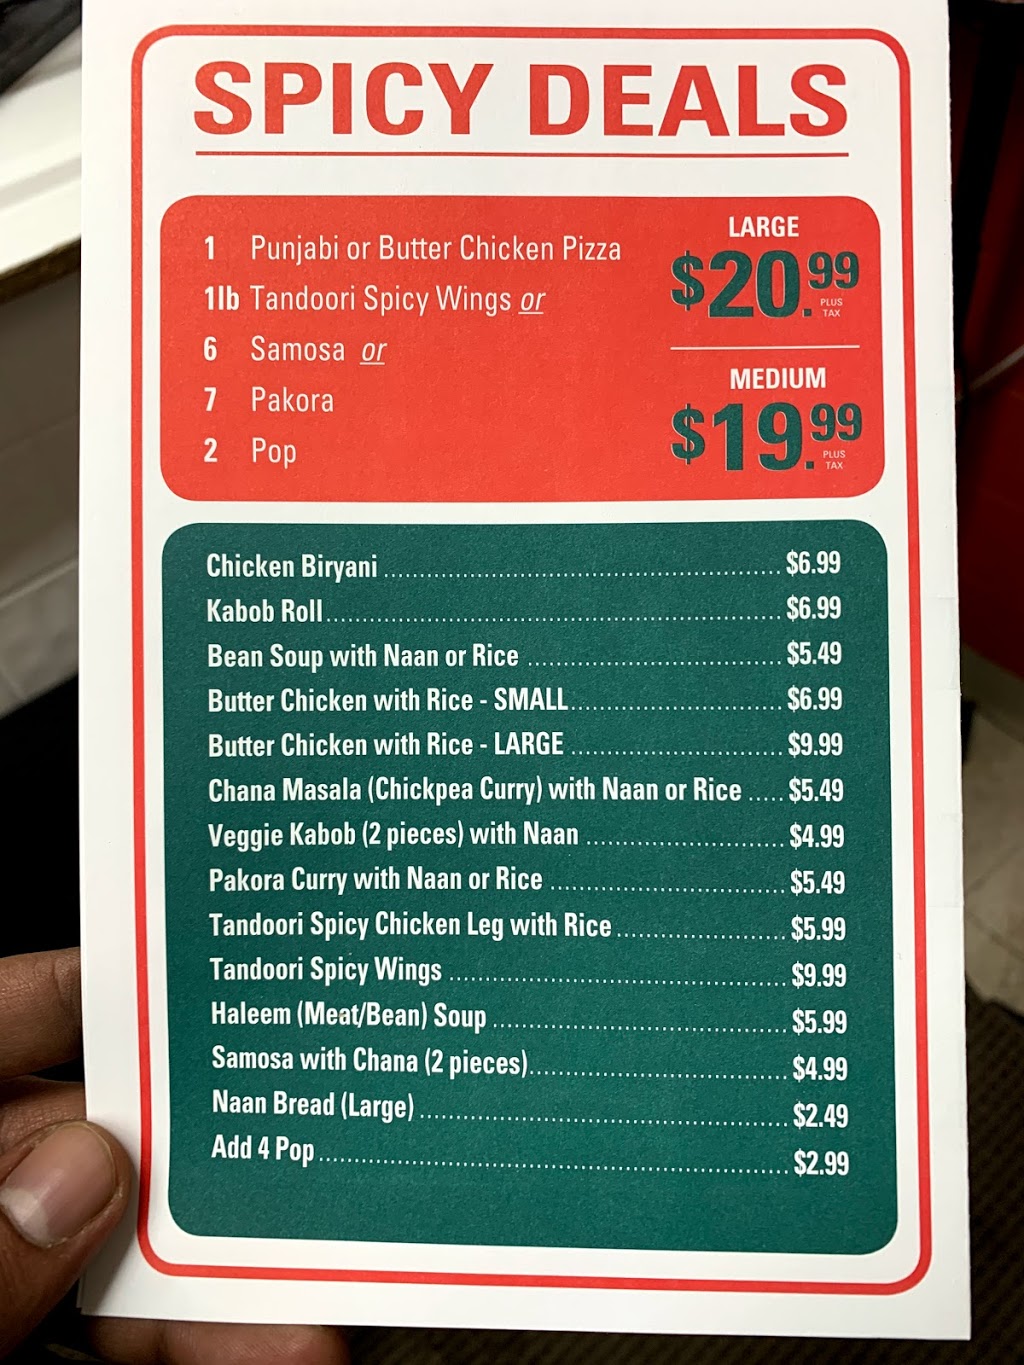 SPICY DEALS
1 Punjabi or Butter Chicken Pizza
1lb Tandoori Spicy Wings or
6 Samosa or
7 Pakora
2 Pop
LARGE
$20.99
PLUS
TAX
MEDIUM
$19.99
PLUS
TAX
Chicken Biryani ........ $6.99
Kabob Roll ........ $6.99
Bean Soup with Naan or Rice ........ $5.49
Butter Chicken with Rice - SMALL ........ $6.99
Butter Chicken with Rice - LARGE ........ $9.99
Chana Masala (Chickpea Curry) with Naan or Rice ..... $5.49
Veggie Kabob (2 pieces) with Naan ........ $4.99
Pakora Curry with Naan or Rice ........ $5.49
Tandoori Spicy Chicken Leg with Rice ........ $5.99
Tandoori Spicy Wings ........ $9.99
Haleem (Meat/Bean) Soup ........ $5.99
Samosa with Chana (2 pieces) ........ $4.99
Naan Bread (Large) ........ $2.49
Add 4 Pop ........ $2.99